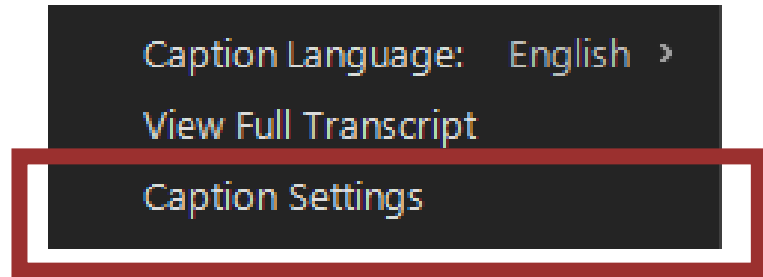 Caption Language: English >
View Full Transcript
Caption Settings